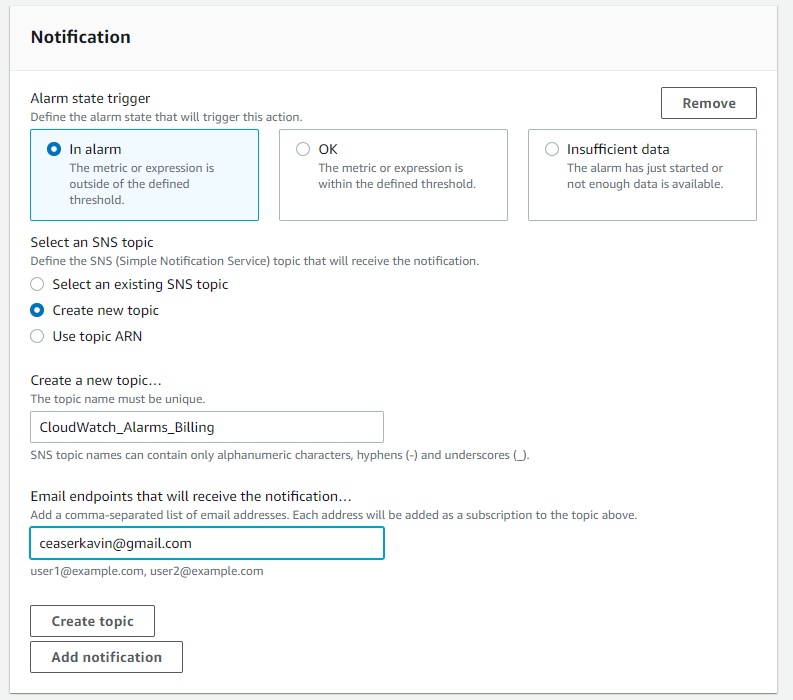 Notification
Alarm state trigger
Define the alarm state that will trigger this action.
Remove
In alarm
The metric or expression is
outside of the defined
threshold.
OK
The metric or expression is
within the defined threshold.
Insufficient data
The alarm has just started or
not enough data is available.
Select an SNS topic
Define the SNS (Simple Notification Service) topic that will receive the notification.
Select an existing SNS topic
Create new topic
Use topic ARN
Create a new topic…
The topic name must be unique.
CloudWatch_Alarms_Billing
SNS topic names can contain only alphanumeric characters, hyphens (-) and underscores (_).
Email endpoints that will receive the notification…
Add a comma-separated list of email addresses. Each address will be added as a subscription to the topic above.
ceaserkavin@gmail.com
user1@example.com, user2@example.com
Create topic
Add notification